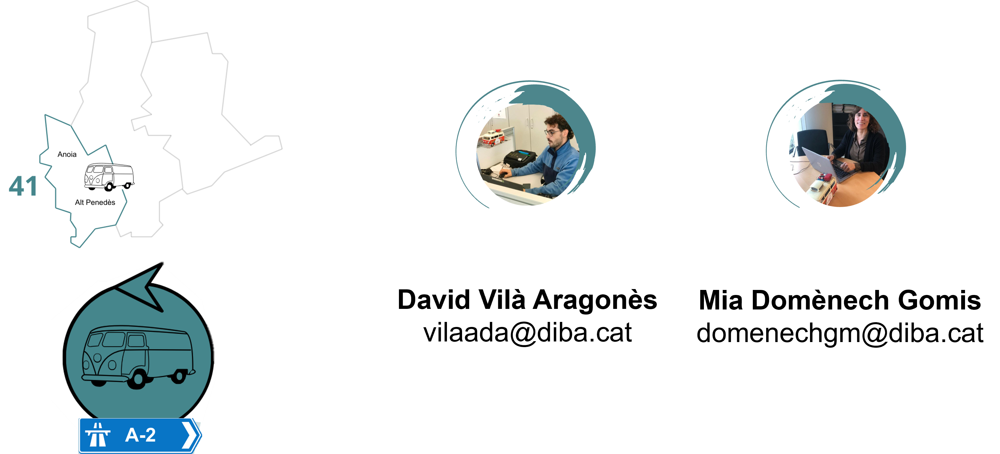 Anoia
41
Alt Penedès
A-2
David Vilà Aragonès
vilaada@diba.cat
Mia Domènech Gomis
domenechgm@diba.cat